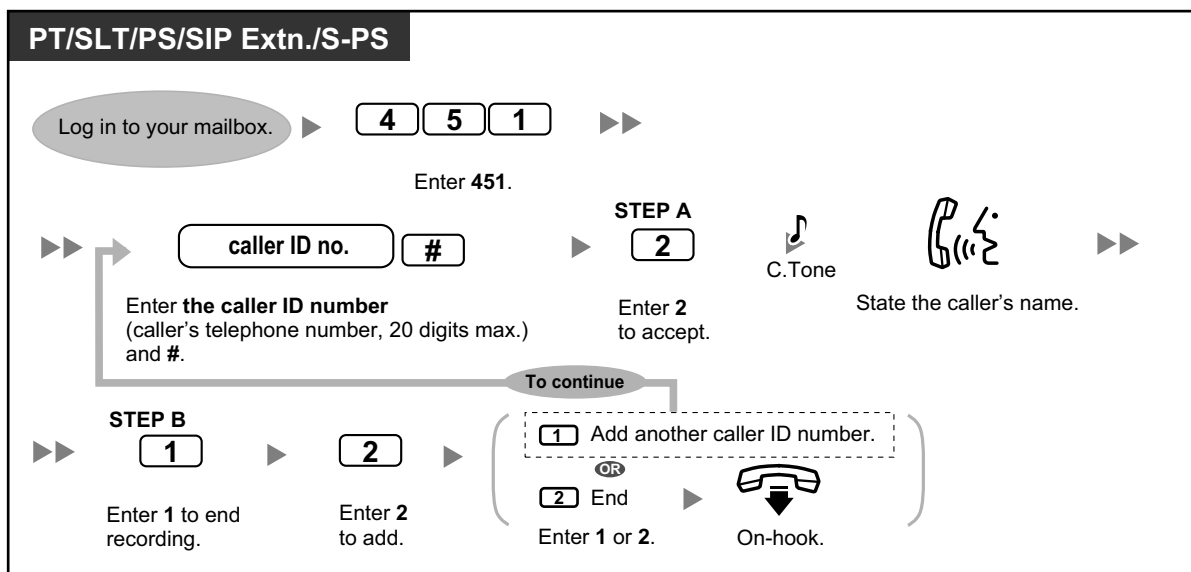 PT/SLT/PS/SIP Extn./S-PS
Log in to your mailbox.
4 5 1
Enter 451.
caller ID no. #
Enter the caller ID number
(caller's telephone number, 20 digits max.)
and #.
STEP A
2
Enter 2
to accept.
C.Tone
State the caller's name.
To continue
STEP B
1
Enter 1 to end
recording.
2
Enter 2
to add.
1 Add another caller ID number.
OR
2 End
Enter 1 or 2.
On-hook.